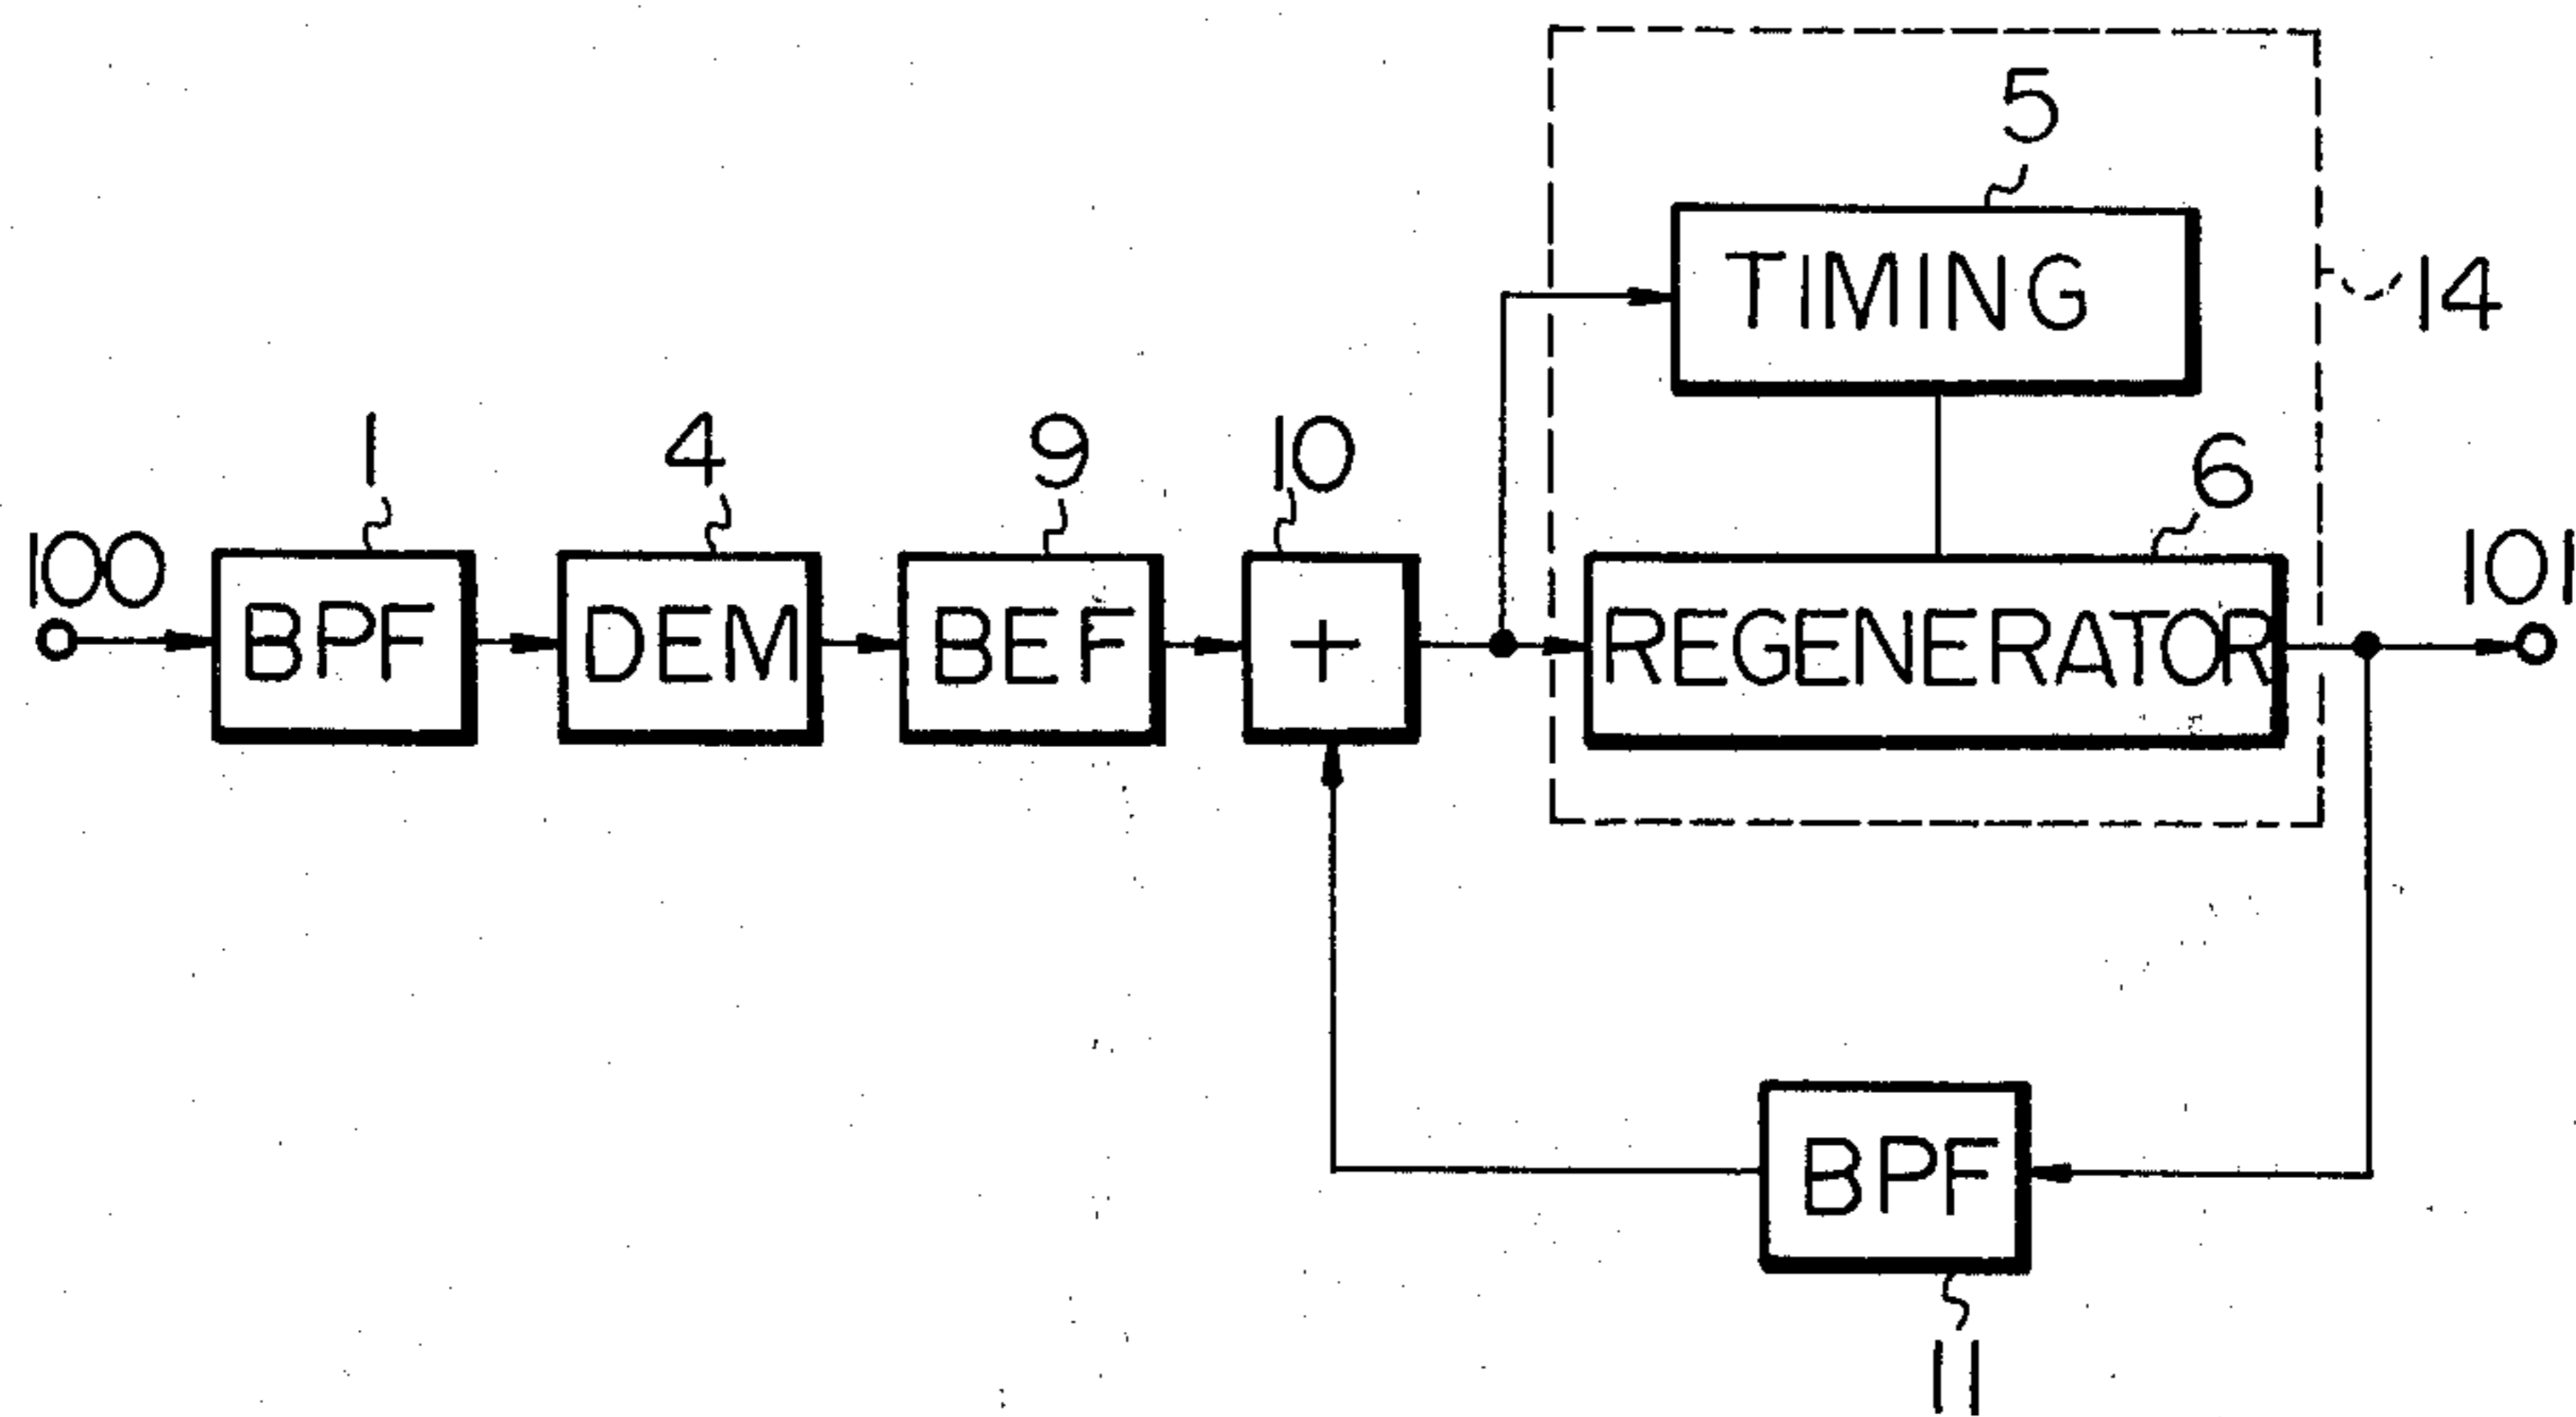 5
TIMING
14
1
4
9
10
6
100
101
BPF
DEM
BEF
+
REGENERATOR
BPF
11